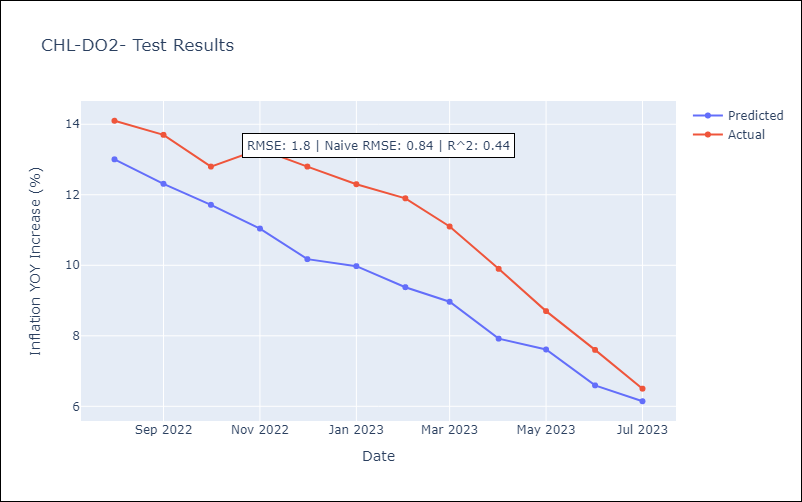 CHL-DO2- Test Results
Predicted
Actual
RMSE: 1.8 | Naive RMSE: 0.84 | R^2: 0.44
Inflation YOY Increase (%)
14
12
10
8
6
Sep 2022
Nov 2022
Jan 2023
Mar 2023
May 2023
Jul 2023
Date